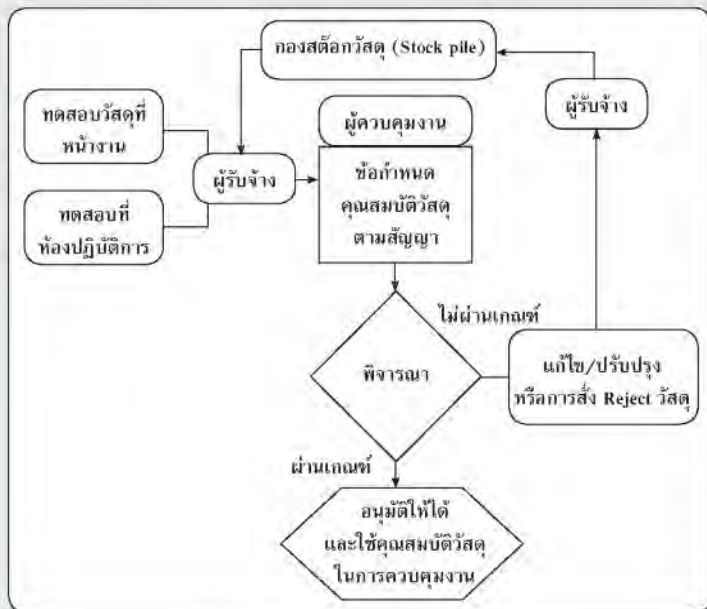 กองสต๊อกวัสดุ (Stock pile)
ผู้รับจ้าง
ทดสอบวัสดุที่
หน้างาน
ผู้ควบคุมงาน
ผู้รับจ้าง
ข้อกำหนด
คุณสมบัติวัสดุ
ตามสัญญา
ทดสอบที่
ห้องปฏิบัติการ
ไม่ผ่านเกณฑ์
พิจารณา
แก้ไข/ปรับปรุง
หรือการสั่ง Reject วัสดุ
ผ่านเกณฑ์
อนุมัติให้ได้
และใช้คุณสมบัติวัสดุ
ในการควบคุมงาน